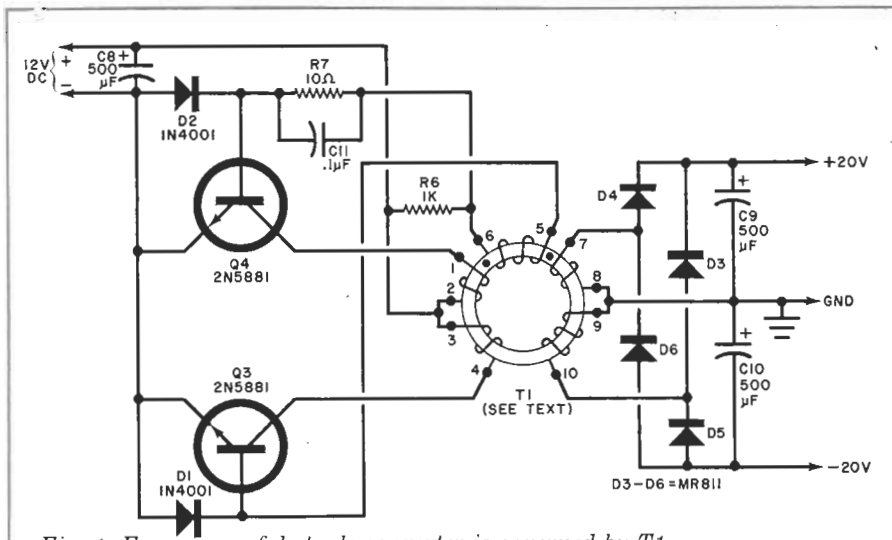 12V
DC
+
−
C8
+
500
µF
D2
1N4001
R7
10Ω
C11
.1µF
R6
1K
Q4
2N5881
1
2
3
4
5
6
7
8
9
10
T1
(SEE TEXT)
Q3
2N5881
D1
1N4001
D4
D3
D6
D5
+
C9
500
µF
+
C10
500
µF
+20V
GND
−20V
D3–D6=MR811